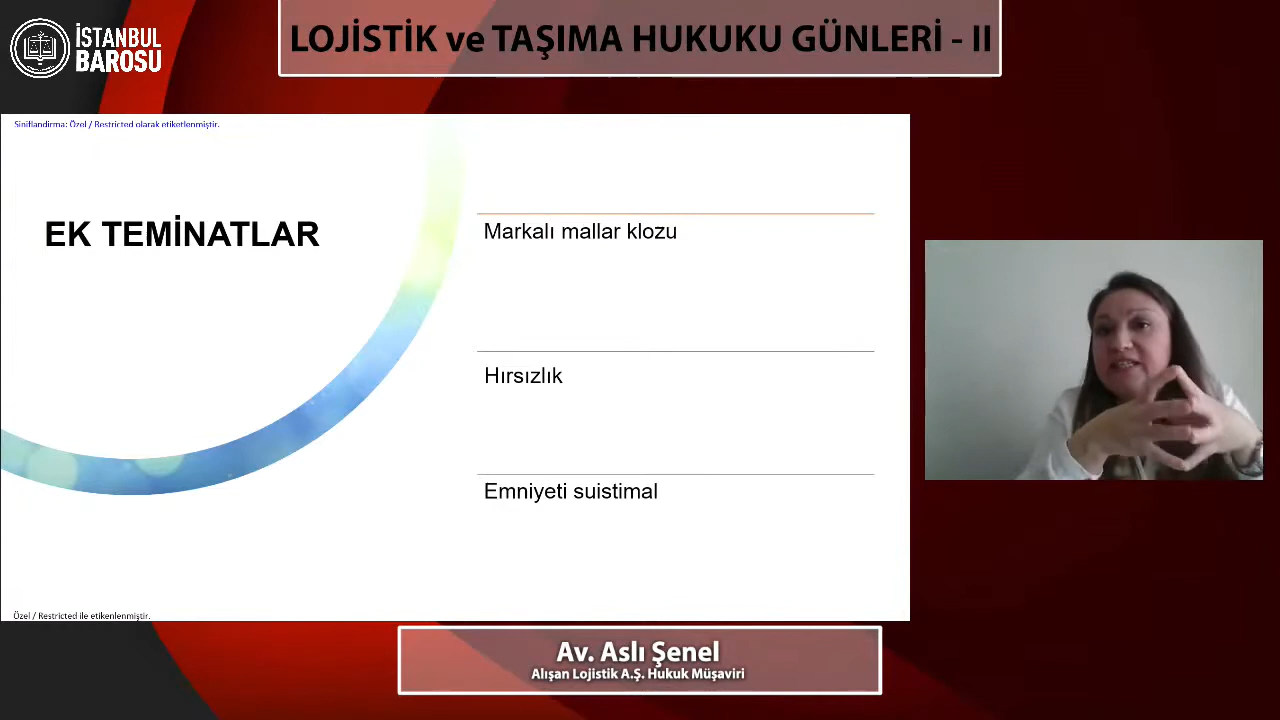 İSTANBUL
BAROSU
LOJİSTİK ve TAŞIMA HUKUKU GÜNLERİ - II
Sınıflandırma: Özel / Restricted olarak etiketlenmiştir.
EK TEMİNATLAR
Markalı mallar klozu
Hırsızlık
Emniyeti suistimal
Özel / Restricted ile etikenlenmiştir.
Av. Aslı Şenel
Alışan Lojistik A.Ş. Hukuk Müşaviri